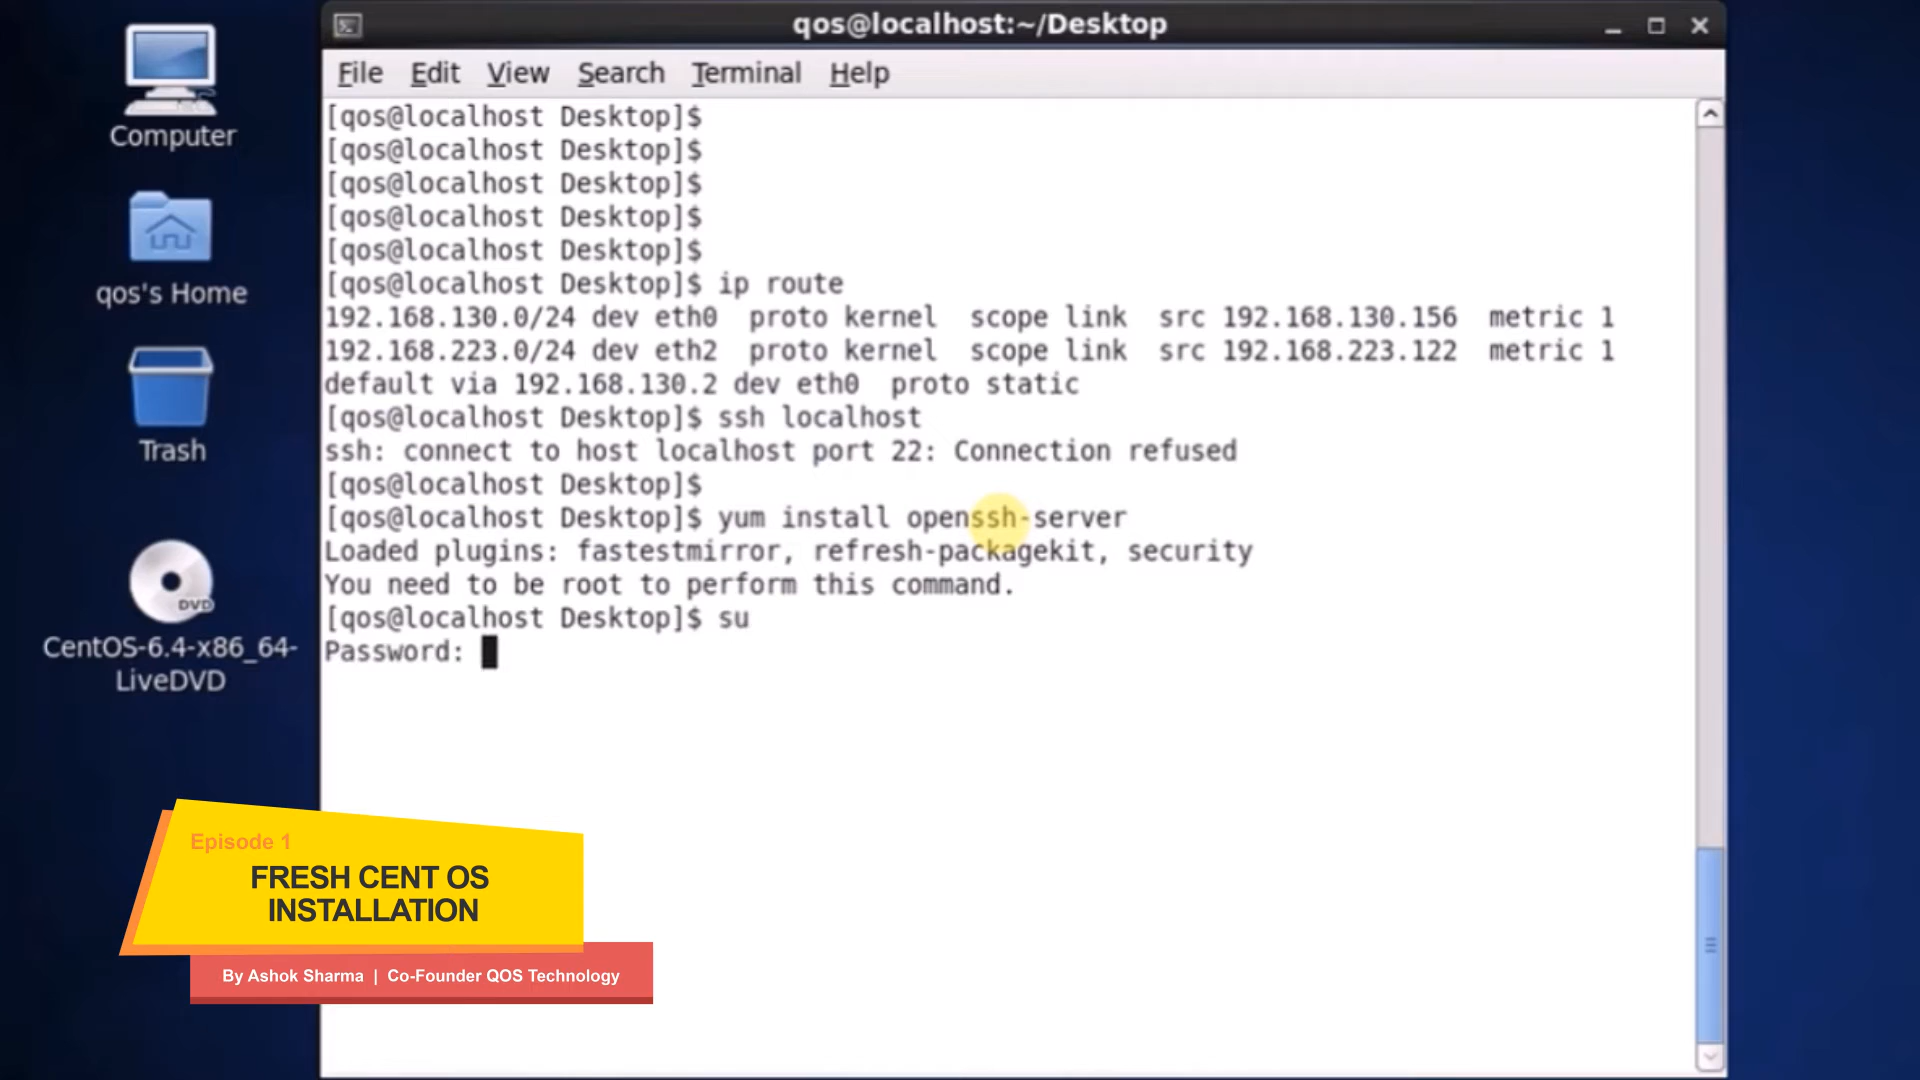 qos@localhost:~/Desktop
File Edit View Search Terminal Help
[qos@localhost Desktop]$
[qos@localhost Desktop]$
[qos@localhost Desktop]$
[qos@localhost Desktop]$
[qos@localhost Desktop]$
[qos@localhost Desktop]$ ip route
192.168.130.0/24 dev eth0  proto kernel  scope link  src 192.168.130.156  metric 1
192.168.223.0/24 dev eth2  proto kernel  scope link  src 192.168.223.122  metric 1
default via 192.168.130.2 dev eth0  proto static
[qos@localhost Desktop]$ ssh localhost
ssh: connect to host localhost port 22: Connection refused
[qos@localhost Desktop]$
[qos@localhost Desktop]$ yum install openssh-server
Loaded plugins: fastestmirror, refresh-packagekit, security
You need to be root to perform this command.
[qos@localhost Desktop]$ su
Password:
Computer
qos's Home
Trash
DVD
CentOS-6.4-x86_64-
LiveDVD
Episode 1
FRESH CENT OS
INSTALLATION
By Ashok Sharma | Co-Founder QOS Technology